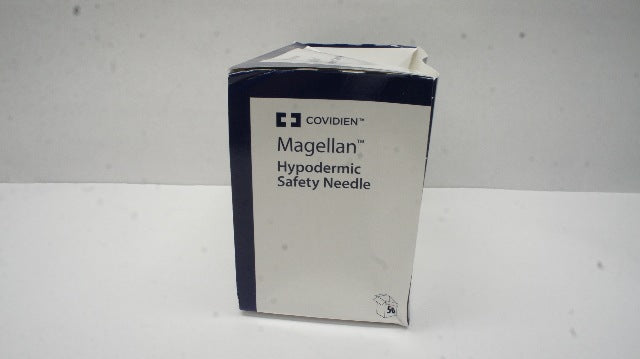 COVIDIEN™
Magellan™
Hypodermic
Safety Needle
50